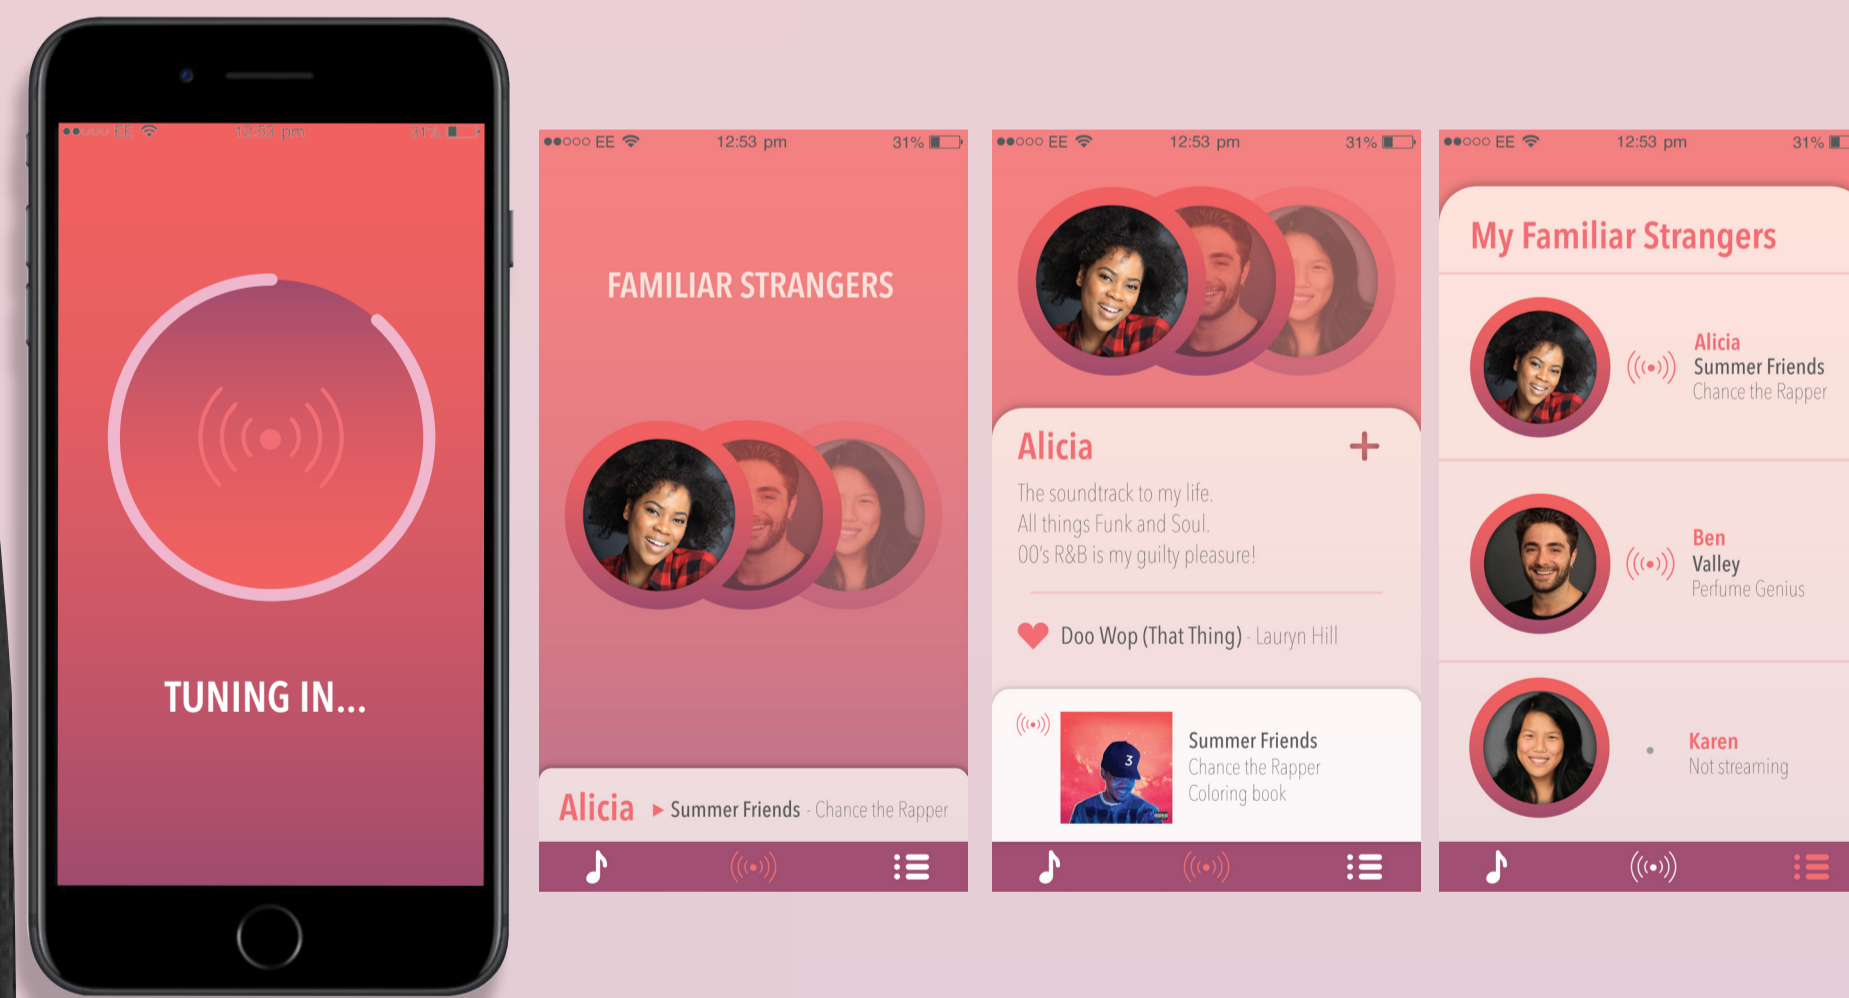 EE 12:53 pm 31%
TUNING IN...
EE 12:53 pm 31%
FAMILIAR STRANGERS
Alicia Summer Friends - Chance the Rapper
EE 12:53 pm 31%
Alicia
The soundtrack to my life.
All things Funk and Soul.
00's R&B is my guilty pleasure!
Doo Wop (That Thing) - Lauryn Hill
3
Summer Friends
Chance the Rapper
Coloring book
EE 12:53 pm 31%
My Familiar Strangers
Alicia
Summer Friends
Chance the Rapper
Ben
Valley
Perfume Genius
Karen
Not streaming